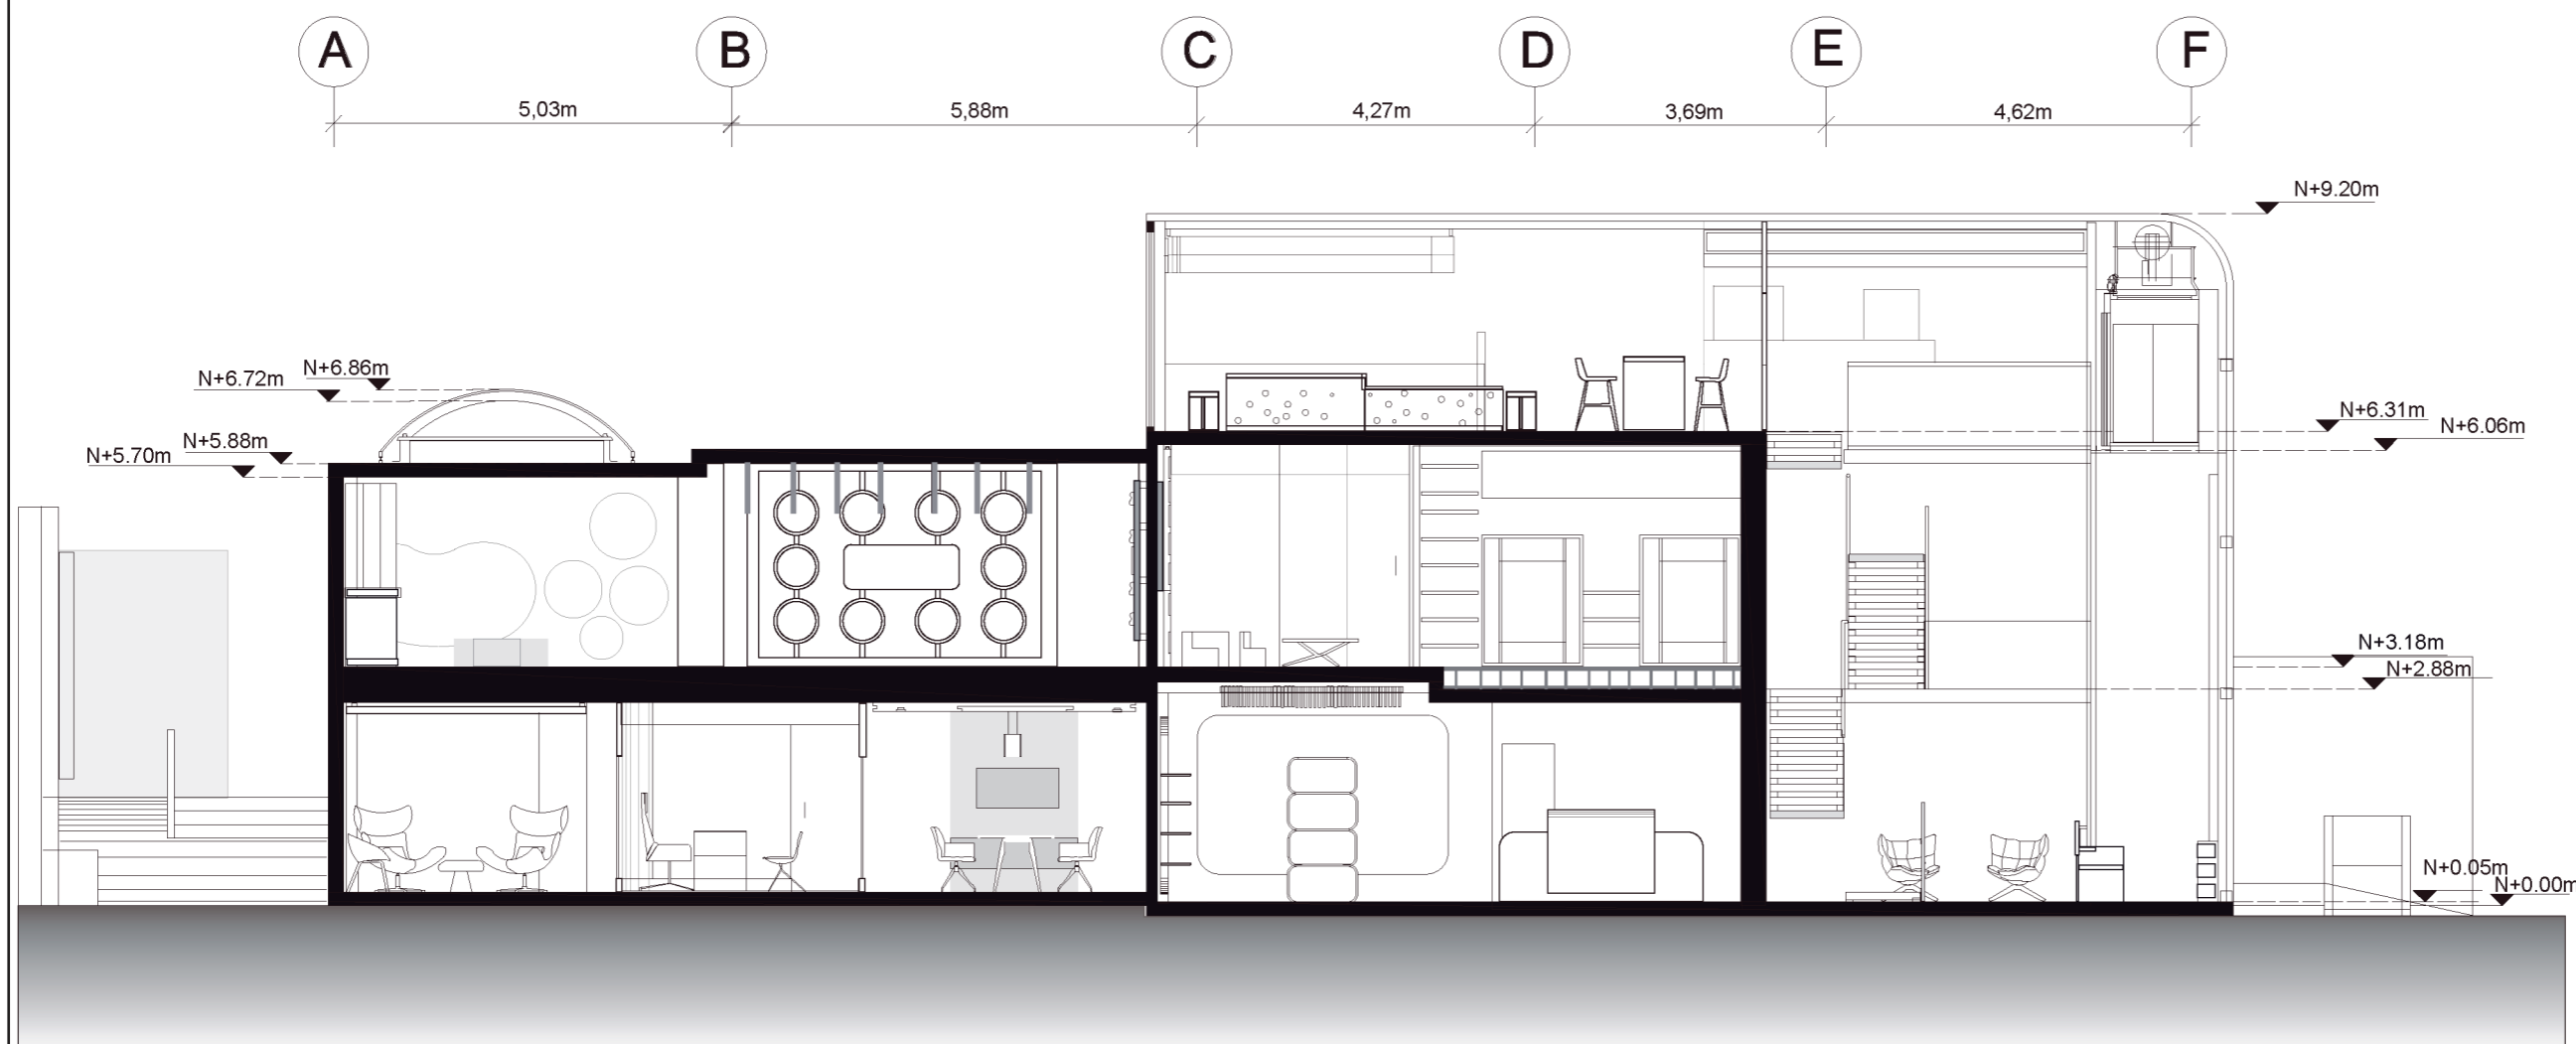 A B C D E F
5,03m 5,88m 4,27m 3,69m 4,62m
N+9.20m
N+6.86m
N+6.72m
N+6.31m
N+6.06m
N+5.88m
N+5.70m
N+3.18m
N+2.88m
N+0.05m
N+0.00m